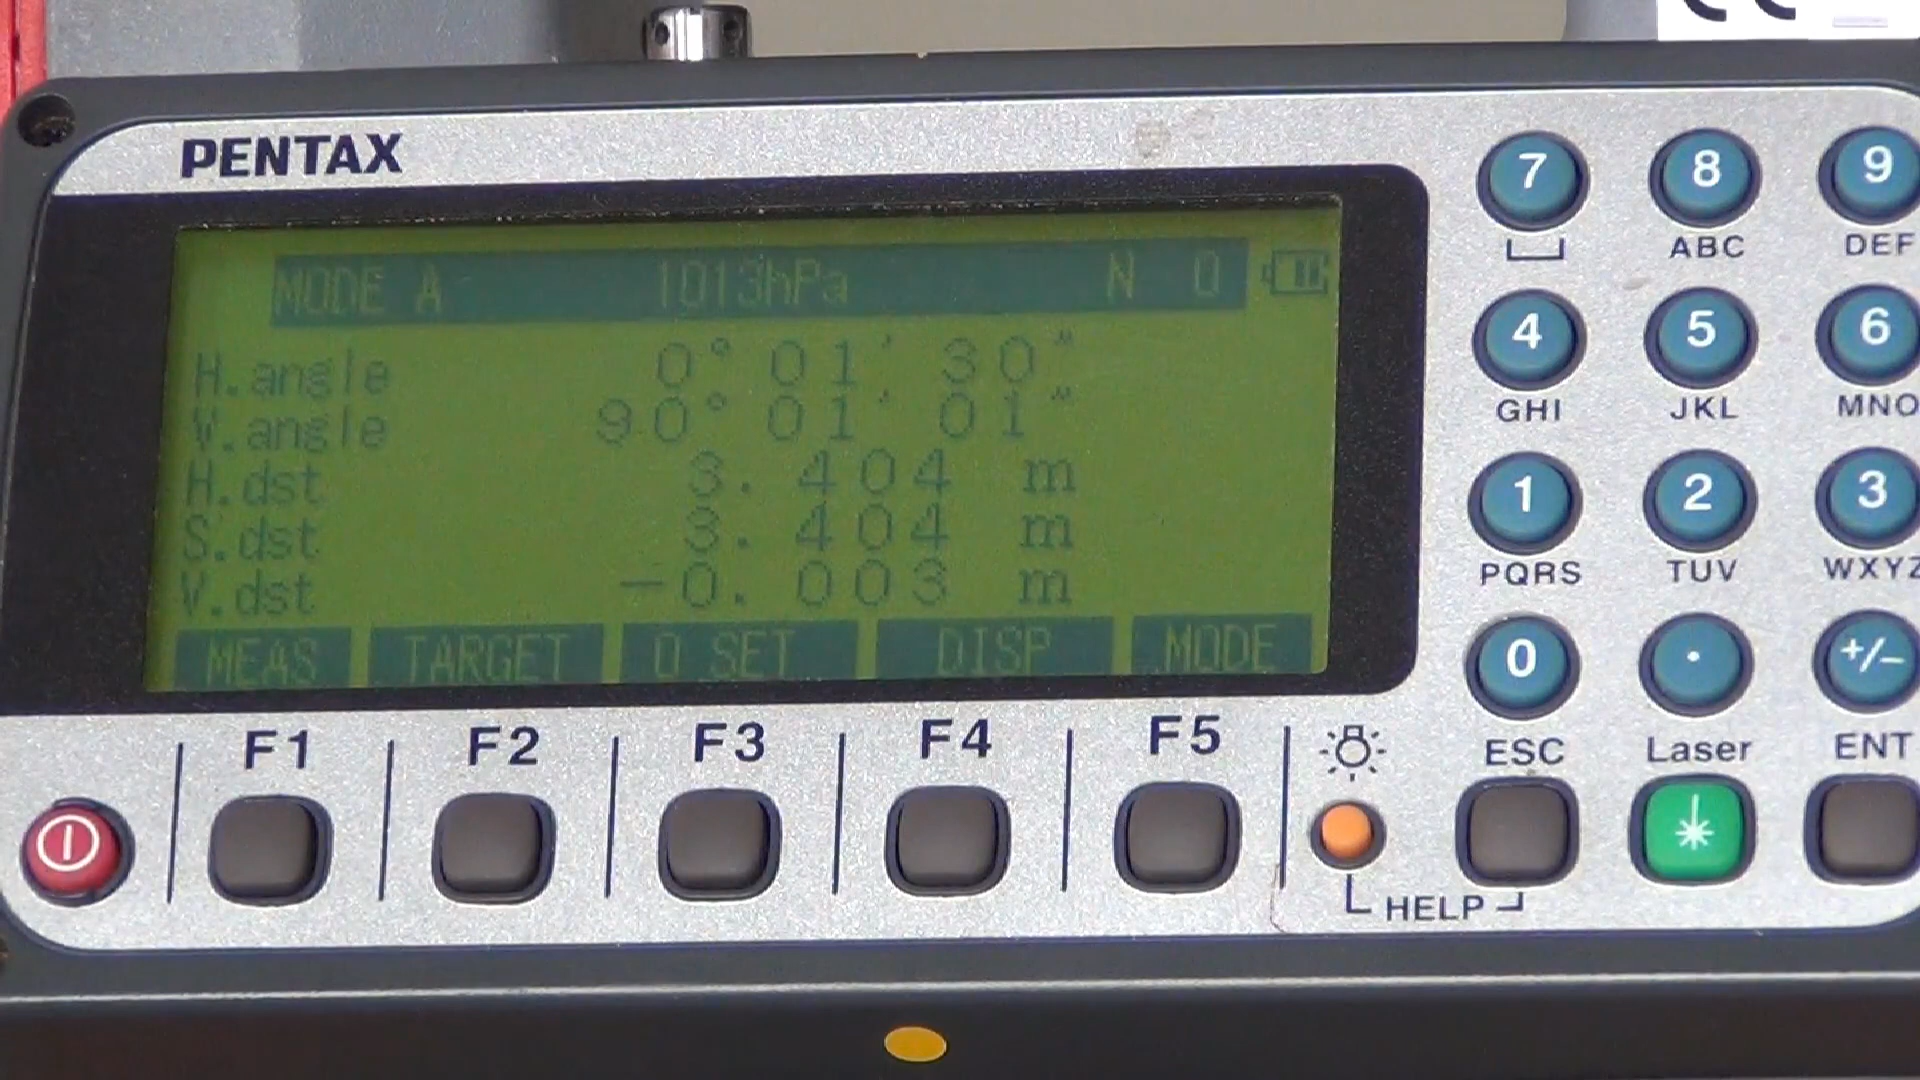 PENTAX
MODE A 1013hPa N 0
H.angle 0° 01' 30"
V.angle 90° 01' 01"
H.dst 3.404 m
S.dst 3.404 m
V.dst -0.003 m
MEAS TARGET 0 SET DISP MODE
F1 F2 F3 F4 F5
7 8 9
ABC DEF
4 5 6
GHI JKL MNO
1 2 3
PQRS TUV WXYZ
0 . +/-
ESC Laser ENT
HELP
CE